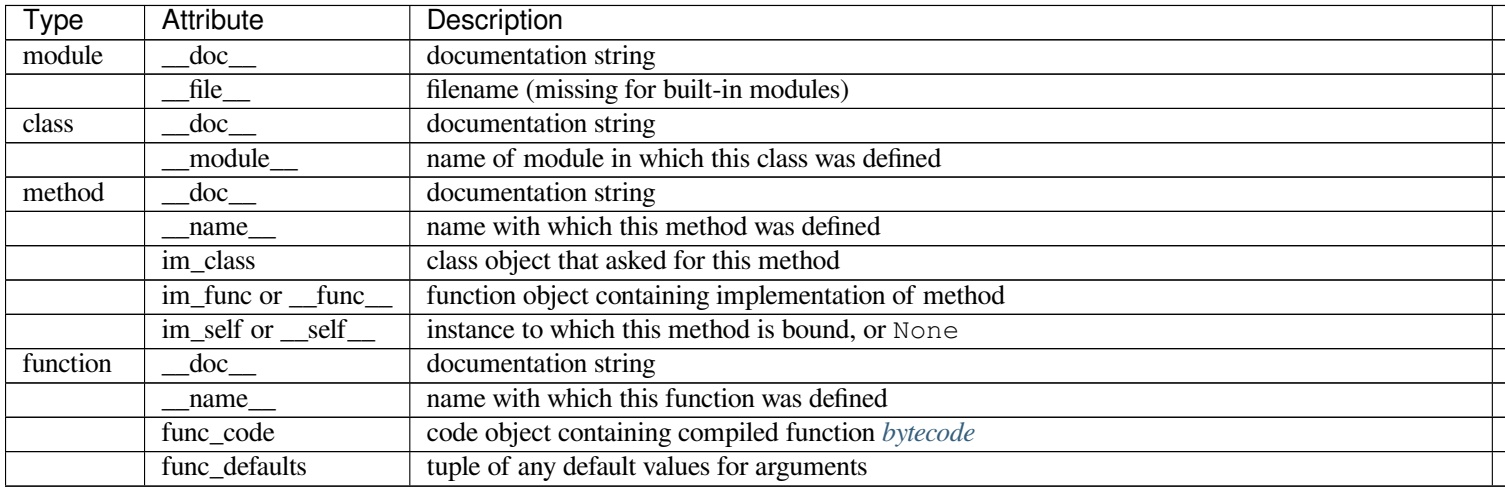 Type Attribute Description
module __doc__ documentation string
__file__ filename (missing for built-in modules)
class __doc__ documentation string
__module__ name of module in which this class was defined
method __doc__ documentation string
__name__ name with which this method was defined
im_class class object that asked for this method
im_func or __func__ function object containing implementation of method
im_self or __self__ instance to which this method is bound, or None
function __doc__ documentation string
__name__ name with which this function was defined
func_code code object containing compiled function bytecode
func_defaults tuple of any default values for arguments